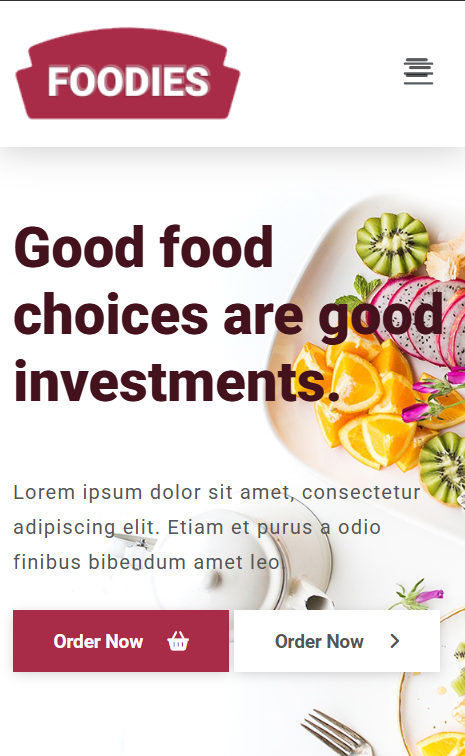 FOODIES
Good food
choices are good
investments.
Lorem ipsum dolor sit amet, consectetur
adipiscing elit. Etiam et purus a odio
finibus bibendum amet leo.
Order Now
Order Now